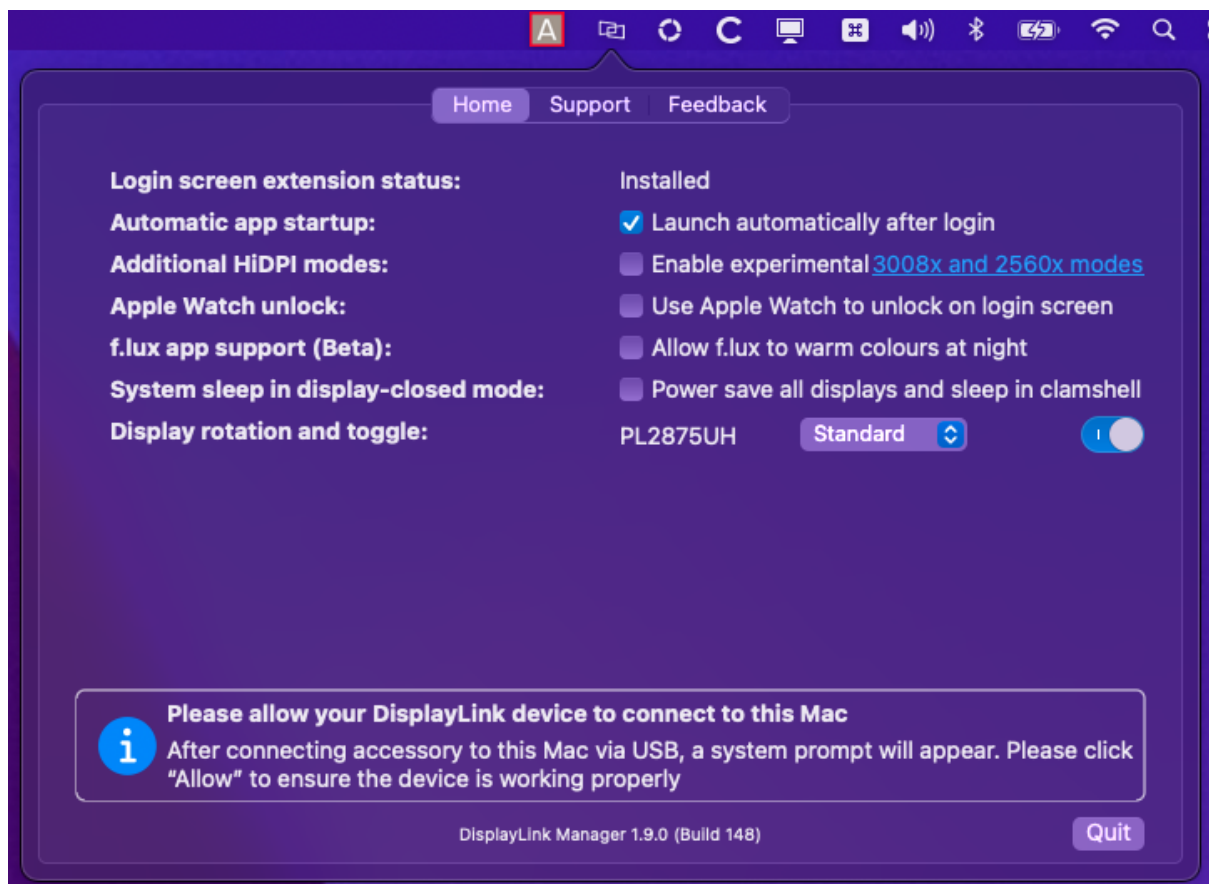 A
Home Support Feedback
Login screen extension status: Installed
Automatic app startup: Launch automatically after login
Additional HiDPI modes: Enable experimental 3008x and 2560x modes
Apple Watch unlock: Use Apple Watch to unlock on login screen
f.lux app support (Beta): Allow f.lux to warm colours at night
System sleep in display-closed mode: Power save all displays and sleep in clamshell
Display rotation and toggle: PL2875UH Standard
Please allow your DisplayLink device to connect to this Mac
After connecting accessory to this Mac via USB, a system prompt will appear. Please click
“Allow” to ensure the device is working properly
DisplayLink Manager 1.9.0 (Build 148) Quit